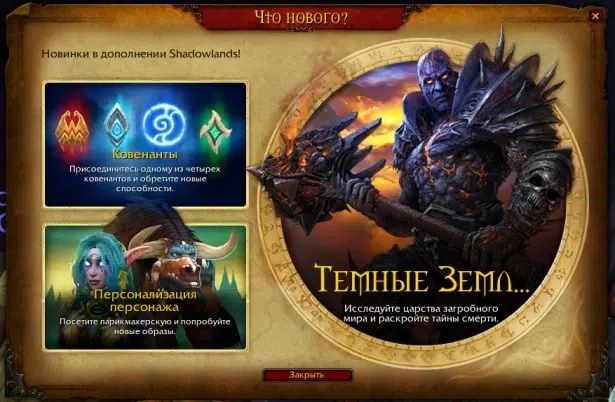 Что нового?
Новинки в дополнении Shadowlands!
Ковенанты
Присоединитесь одному из четырех
ковенантов и обретите новые
способности.
Персонализация
персонажа
Посетите парикмахерскую и попробуйте
новые образы.
Темные Земл...
Исследуйте царства загробного
мира и раскройте тайны смерти.
Закрыть